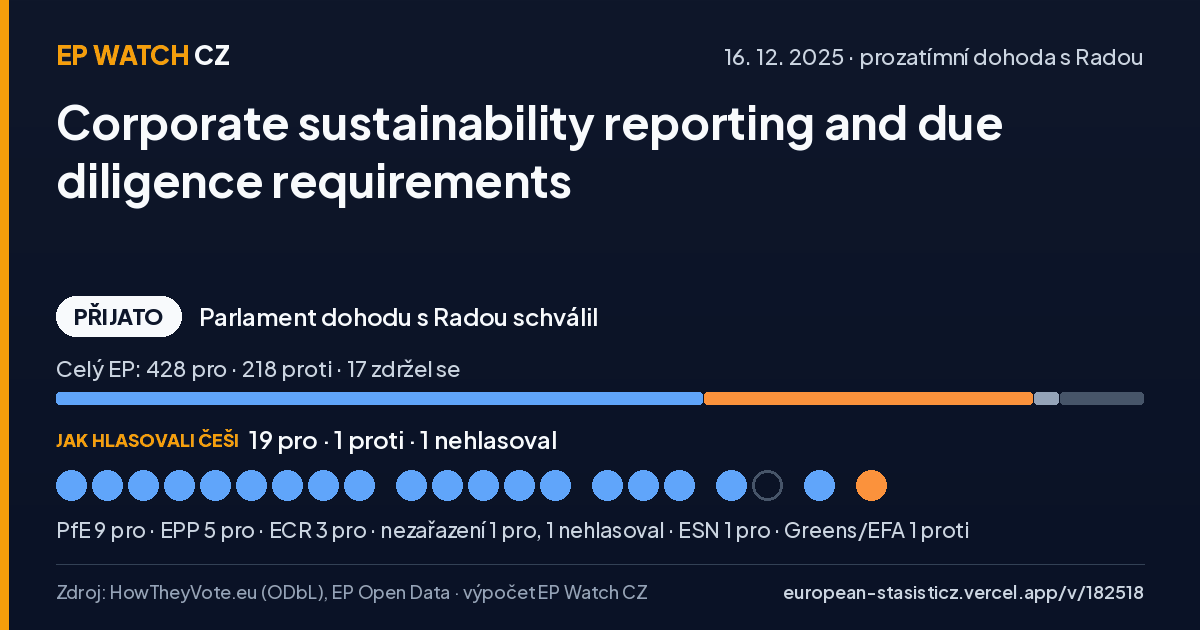 EP WATCH CZ
16. 12. 2025 · prozatímní dohoda s Radou
Corporate sustainability reporting and due
diligence requirements
PŘIJATO Parlament dohodu s Radou schválil
Celý EP: 428 pro · 218 proti · 17 zdržel se
JAK HLASOVALI ČEŠI 19 pro · 1 proti · 1 nehlasoval
PfE 9 pro · EPP 5 pro · ECR 3 pro · nezařazení 1 pro, 1 nehlasoval · ESN 1 pro · Greens/EFA 1 proti
Zdroj: HowTheyVote.eu (ODbL), EP Open Data · výpočet EP Watch CZ
european-stasisticz.vercel.app/v/182518